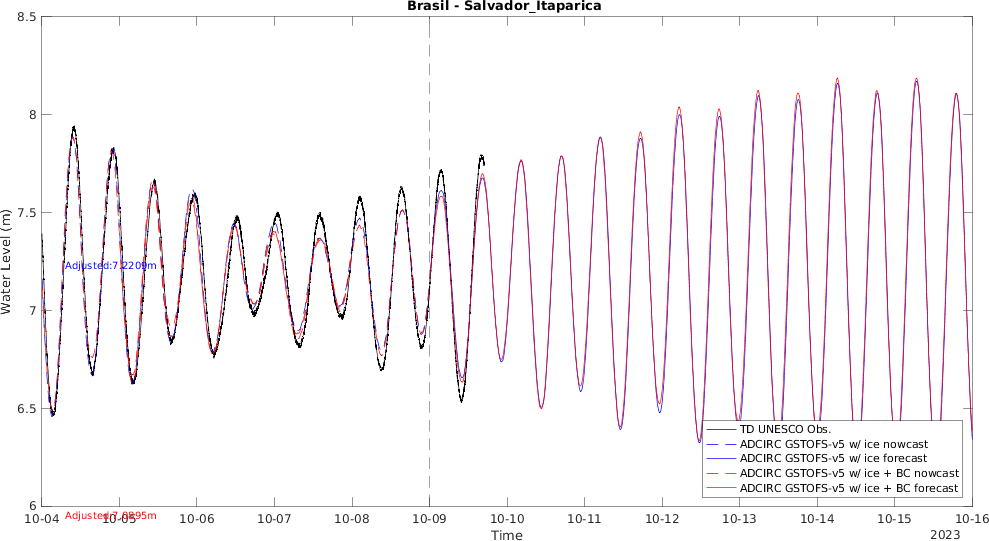 Brasil - Salvador_Itaparica
8.5
8
7.5
7
6.5
6
Water Level (m)
Adjusted:7.2209m
Adjusted:7.0895m
TD UNESCO Obs.
ADCIRC GSTOFS-v5 w/ ice nowcast
ADCIRC GSTOFS-v5 w/ ice forecast
ADCIRC GSTOFS-v5 w/ ice + BC nowcast
ADCIRC GSTOFS-v5 w/ ice + BC forecast
10-04 10-05 10-06 10-07 10-08 10-09 10-10 10-11 10-12 10-13 10-14 10-15 10-16
Time
2023